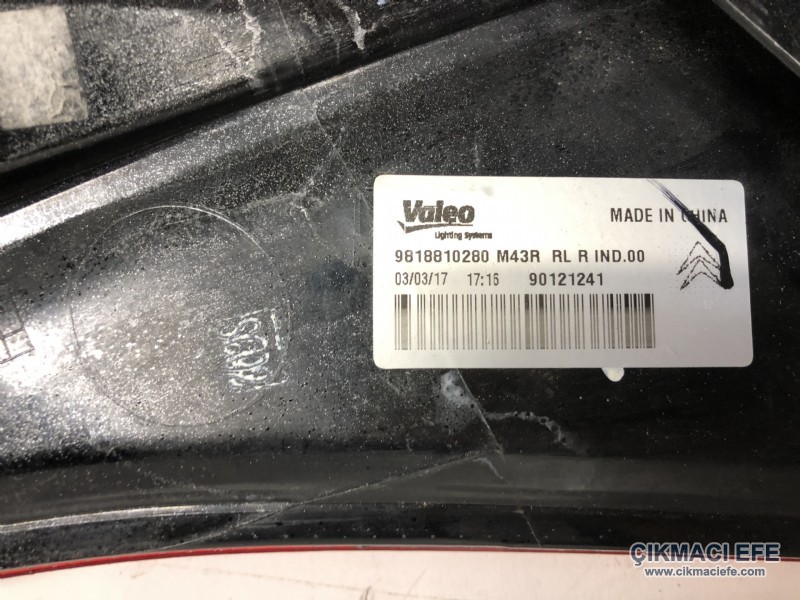 Valeo
Lighting Systems
MADE IN CHINA
9818810280 M43R RL R IND.00
03/03/17 17:16 90121241
ÇIKMACI EFE
www.cikmaciefe.com